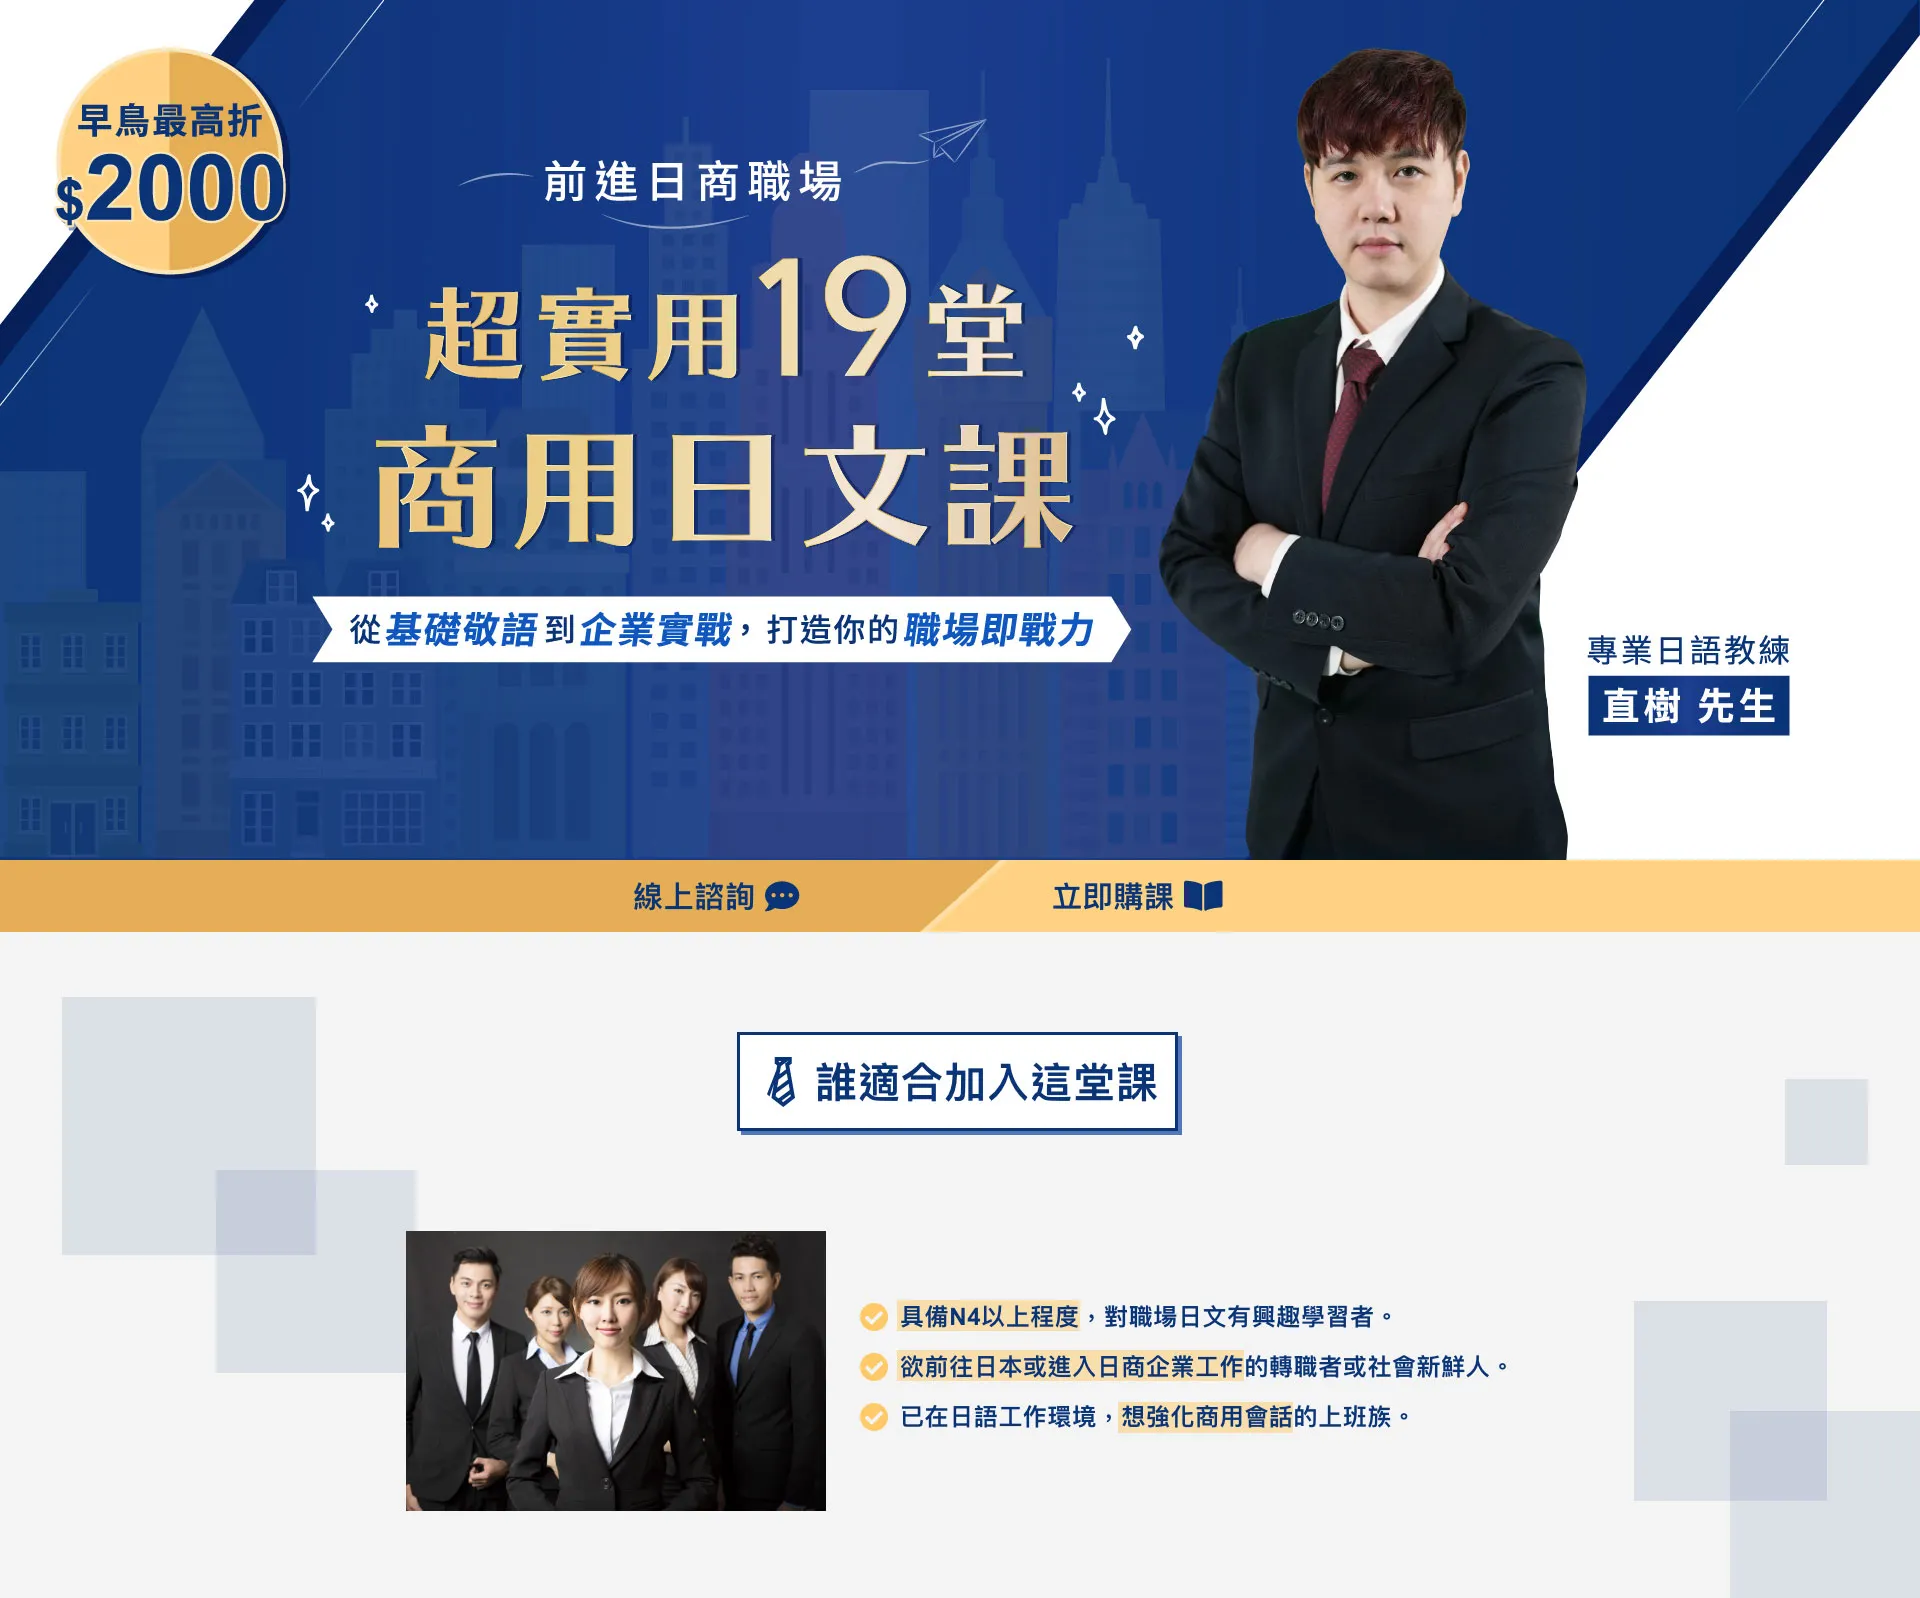 早鳥最高折
$2000
前進日商職場
超實用19堂
商用日文課
從基礎敬語到企業實戰，打造你的職場即戰力
專業日語教練
直樹 先生
線上諮詢
立即購課
誰適合加入這堂課
具備N4以上程度，對職場日文有興趣學習者。
欲前往日本或進入日商企業工作的轉職者或社會新鮮人。
已在日語工作環境，想強化商用會話的上班族。